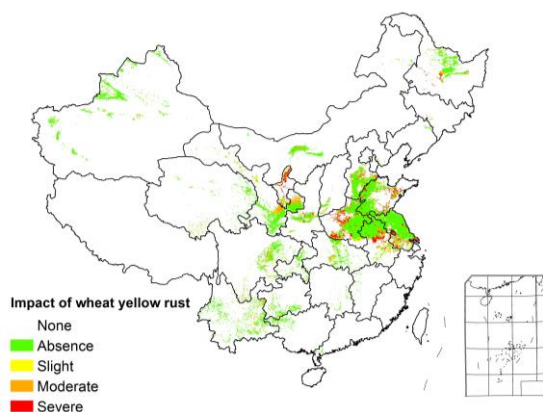 Impact of wheat yellow rust
None
Absence
Slight
Moderate
Severe